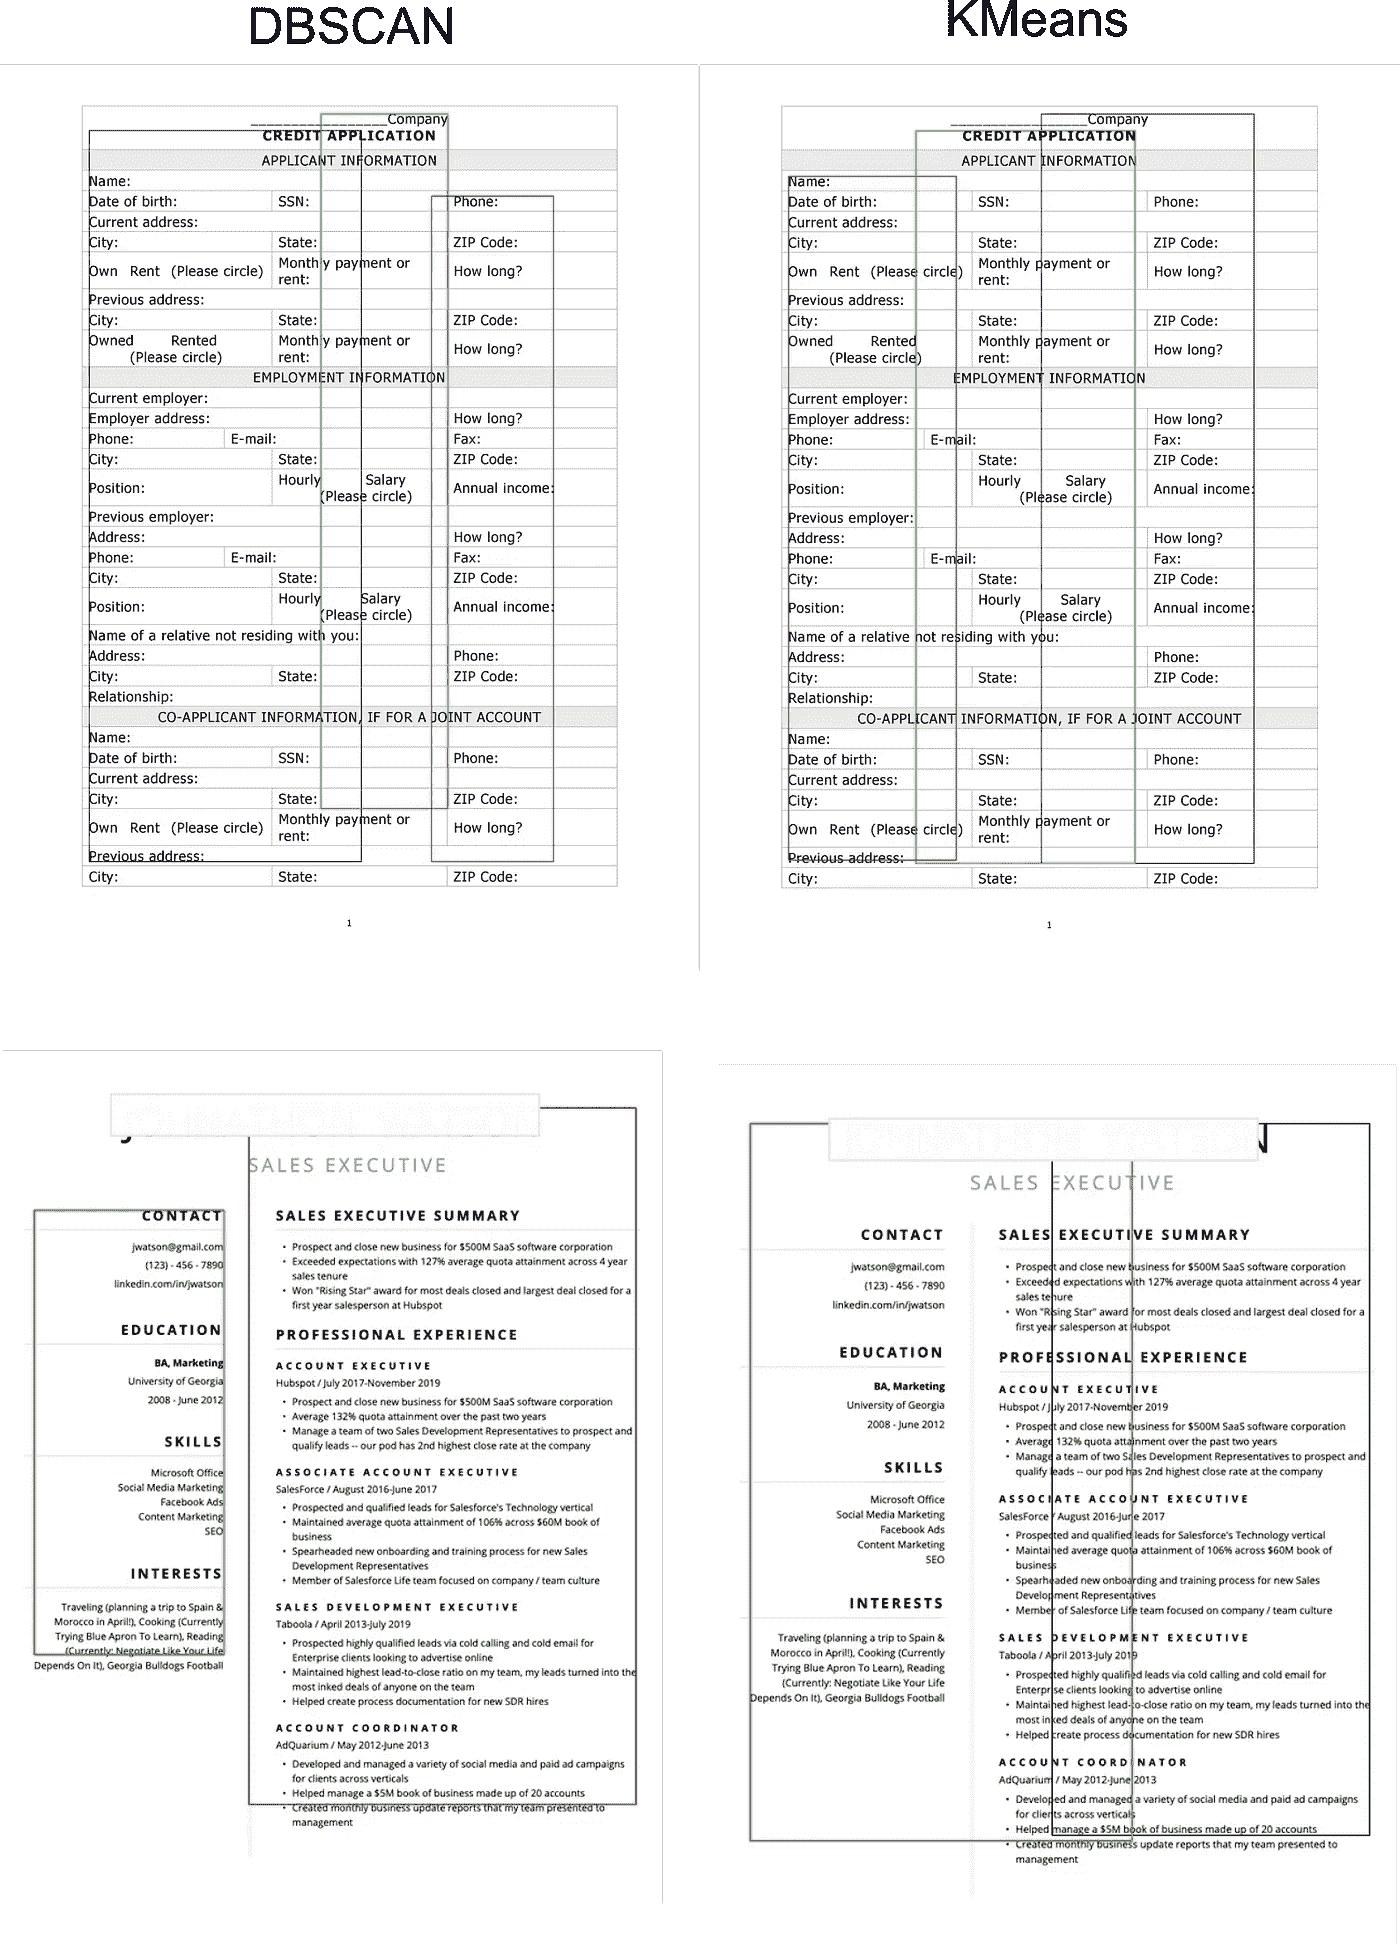 DBSCAN
KMeans
__________________Company
CREDIT APPLICATION
APPLICANT INFORMATION
Name:
Date of birth: SSN: Phone:
Current address:
City: State: ZIP Code:
Own Rent (Please circle) Monthly payment or rent: How long?
Previous address:
City: State: ZIP Code:
Owned Rented (Please circle) Monthly payment or rent: How long?
EMPLOYMENT INFORMATION
Current employer:
Employer address: How long?
Phone: E-mail: Fax:
City: State: ZIP Code:
Position: Hourly Salary (Please circle) Annual income:
Previous employer:
Address: How long?
Phone: E-mail: Fax:
City: State: ZIP Code:
Position: Hourly Salary (Please circle) Annual income:
Name of a relative not residing with you:
Address: Phone:
City: State: ZIP Code:
Relationship:
CO-APPLICANT INFORMATION, IF FOR A JOINT ACCOUNT
Name:
Date of birth: SSN: Phone:
Current address:
City: State: ZIP Code:
Own Rent (Please circle) Monthly payment or rent: How long?
Previous address:
City: State: ZIP Code:
1
__________________Company
CREDIT APPLICATION
APPLICANT INFORMATION
Name:
Date of birth: SSN: Phone:
Current address:
City: State: ZIP Code:
Own Rent (Please circle) Monthly payment or rent: How long?
Previous address:
City: State: ZIP Code:
Owned Rented (Please circle) Monthly payment or rent: How long?
EMPLOYMENT INFORMATION
Current employer:
Employer address: How long?
Phone: E-mail: Fax:
City: State: ZIP Code:
Position: Hourly Salary (Please circle) Annual income:
Previous employer:
Address: How long?
Phone: E-mail: Fax:
City: State: ZIP Code:
Position: Hourly Salary (Please circle) Annual income:
Name of a relative not residing with you:
Address: Phone:
City: State: ZIP Code:
Relationship:
CO-APPLICANT INFORMATION, IF FOR A JOINT ACCOUNT
Name:
Date of birth: SSN: Phone:
Current address:
City: State: ZIP Code:
Own Rent (Please circle) Monthly payment or rent: How long?
Previous address:
City: State: ZIP Code:
1
SALES EXECUTIVE
CONTACT
jwatson@gmail.com
(123) - 456 - 7890
linkedin.com/in/jwatson
EDUCATION
BA, Marketing
University of Georgia
2008 - June 2012
SKILLS
Microsoft Office
Social Media Marketing
Facebook Ads
Content Marketing
SEO
INTERESTS
Traveling (planning a trip to Spain &
Morocco in April!), Cooking (Currently
Trying Blue Apron To Learn), Reading
(Currently: Negotiate Like Your Life
Depends On It), Georgia Bulldogs Football
SALES EXECUTIVE SUMMARY
• Prospect and close new business for $500M SaaS software corporation
• Exceeded expectations with 127% average quota attainment across 4 year
sales tenure
• Won "Rising Star" award for most deals closed and largest deal closed for a
first year salesperson at Hubspot
PROFESSIONAL EXPERIENCE
ACCOUNT EXECUTIVE
Hubspot / July 2017-November 2019
• Prospect and close new business for $500M SaaS software corporation
• Average 132% quota attainment over the past two years
• Manage a team of two Sales Development Representatives to prospect and
qualify leads -- our pod has 2nd highest close rate at the company
ASSOCIATE ACCOUNT EXECUTIVE
SalesForce / August 2016-June 2017
• Prospected and qualified leads for Salesforce's Technology vertical
• Maintained average quota attainment of 106% across $60M book of
business
• Spearheaded new onboarding and training process for new Sales
Development Representatives
• Member of Salesforce Life team focused on company / team culture
SALES DEVELOPMENT EXECUTIVE
Taboola / April 2013-July 2019
• Prospected highly qualified leads via cold calling and cold email for
Enterprise clients looking to advertise online
• Maintained highest lead-to-close ratio on my team, my leads turned into the
most inked deals of anyone on the team
• Helped create process documentation for new SDR hires
ACCOUNT COORDINATOR
AdQuarium / May 2012-June 2013
• Developed and managed a variety of social media and paid ad campaigns
for clients across verticals
• Helped manage a $5M book of business made up of 20 accounts
• Created monthly business update reports that my team presented to
management
N
SALES EXECUTIVE
CONTACT
jwatson@gmail.com
(123) - 456 - 7890
linkedin.com/in/jwatson
EDUCATION
BA, Marketing
University of Georgia
2008 - June 2012
SKILLS
Microsoft Office
Social Media Marketing
Facebook Ads
Content Marketing
SEO
INTERESTS
Traveling (planning a trip to Spain &
Morocco in April!), Cooking (Currently
Trying Blue Apron To Learn), Reading
(Currently: Negotiate Like Your Life
Depends On It), Georgia Bulldogs Football
SALES EXECUTIVE SUMMARY
• Prospect and close new business for $500M SaaS software corporation
• Exceeded expectations with 127% average quota attainment across 4 year
sales tenure
• Won "Rising Star" award for most deals closed and largest deal closed for a
first year salesperson at Hubspot
PROFESSIONAL EXPERIENCE
ACCOUNT EXECUTIVE
Hubspot / July 2017-November 2019
• Prospect and close new business for $500M SaaS software corporation
• Average 132% quota attainment over the past two years
• Manage a team of two Sales Development Representatives to prospect and
qualify leads -- our pod has 2nd highest close rate at the company
ASSOCIATE ACCOUNT EXECUTIVE
SalesForce / August 2016-June 2017
• Prospected and qualified leads for Salesforce's Technology vertical
• Maintained average quota attainment of 106% across $60M book of
business
• Spearheaded new onboarding and training process for new Sales
Development Representatives
• Member of Salesforce Life team focused on company / team culture
SALES DEVELOPMENT EXECUTIVE
Taboola / April 2013-July 2019
• Prospected highly qualified leads via cold calling and cold email for
Enterprise clients looking to advertise online
• Maintained highest lead-to-close ratio on my team, my leads turned into the
most inked deals of anyone on the team
• Helped create process documentation for new SDR hires
ACCOUNT COORDINATOR
AdQuarium / May 2012-June 2013
• Developed and managed a variety of social media and paid ad campaigns
for clients across verticals
• Helped manage a $5M book of business made up of 20 accounts
• Created monthly business update reports that my team presented to
management